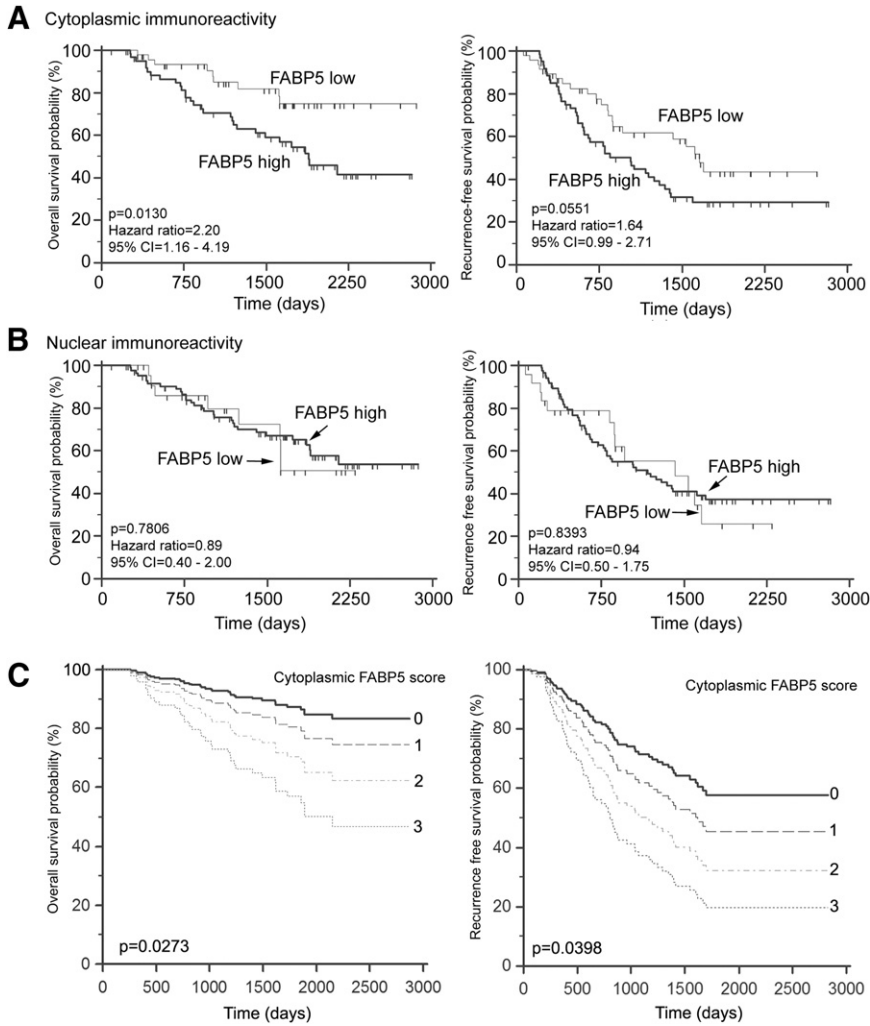 A Cytoplasmic immunoreactivity
Overall survival probability (%)
100
80
60
40
20
0
FABP5 low
FABP5 high
p=0.0130
Hazard ratio=2.20
95% CI=1.16 - 4.19
0 750 1500 2250 3000
Time (days)
Recurrence-free survival probability (%)
100
80
60
40
20
0
FABP5 low
FABP5 high
p=0.0551
Hazard ratio=1.64
95% CI=0.99 - 2.71
0 750 1500 2250 3000
Time (days)
B Nuclear immunoreactivity
Overall survival probability (%)
100
80
60
40
20
0
FABP5 high
FABP5 low
p=0.7806
Hazard ratio=0.89
95% CI=0.40 - 2.00
0 750 1500 2250 3000
Time (days)
Recurrence free survival probability (%)
100
80
60
40
20
0
FABP5 high
FABP5 low
p=0.8393
Hazard ratio=0.94
95% CI=0.50 - 1.75
0 750 1500 2250 3000
Time (days)
C
Overall survival probability (%)
100
80
60
40
20
0
Cytoplasmic FABP5 score
0
1
2
3
p=0.0273
0 500 1000 1500 2000 2500 3000
Time (days)
Recurrence free survival probability (%)
100
80
60
40
20
0
Cytoplasmic FABP5 score
0
1
2
3
p=0.0398
0 500 1000 1500 2000 2500 3000
Time (days)